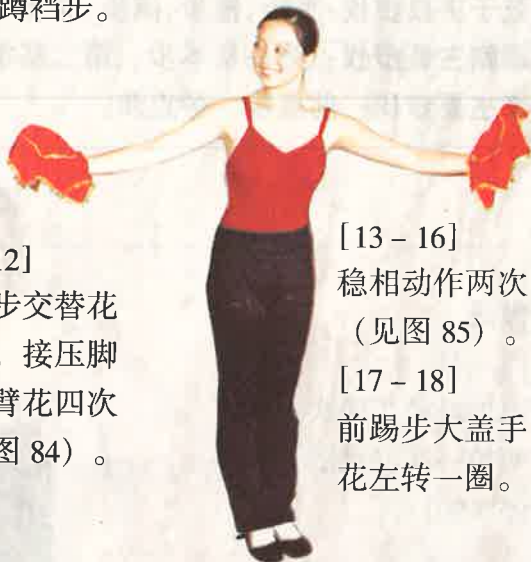 蹲裆步。
12]
步交替花
接压脚
臂花四次
图 84）。
[13 – 16]
稳相动作两次
（见图 85）。
[17 – 18]
前踢步大盖手
花左转一圈。